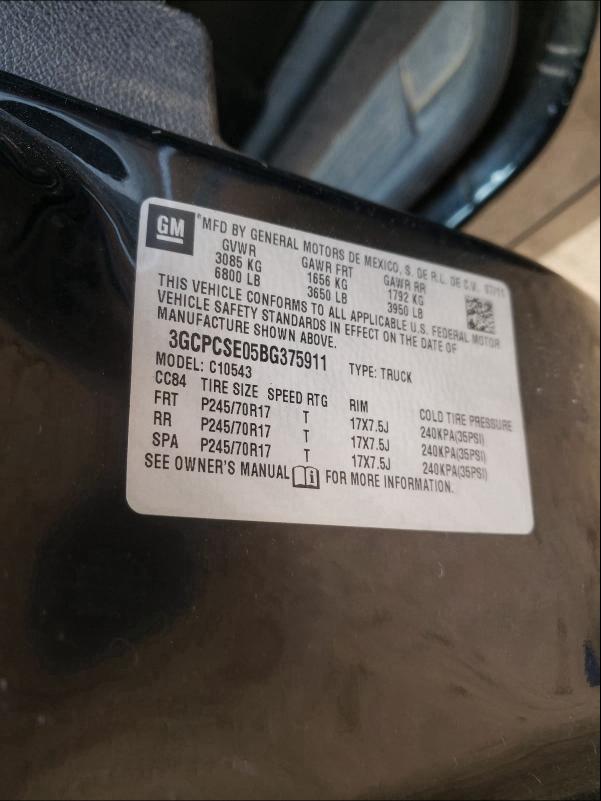 GM
*MFD BY GENERAL MOTORS DE MEXICO, S. DE R.L. DE C.V. 07/11
GVWR GAWR FRT GAWR RR
3085 KG 1656 KG 1792 KG
6800 LB 3650 LB 3950 LB
THIS VEHICLE CONFORMS TO ALL APPLICABLE U.S. FEDERAL MOTOR
VEHICLE SAFETY STANDARDS IN EFFECT ON THE DATE OF
MANUFACTURE SHOWN ABOVE.
3GCPCSE05BG375911
MODEL: C10543 TYPE: TRUCK
CC84 TIRE SIZE SPEED RTG RIM COLD TIRE PRESSURE
FRT P245/70R17 T 17X7.5J 240KPA(35PSI)
RR P245/70R17 T 17X7.5J 240KPA(35PSI)
SPA P245/70R17 T 17X7.5J 240KPA(35PSI)
SEE OWNER'S MANUAL FOR MORE INFORMATION.